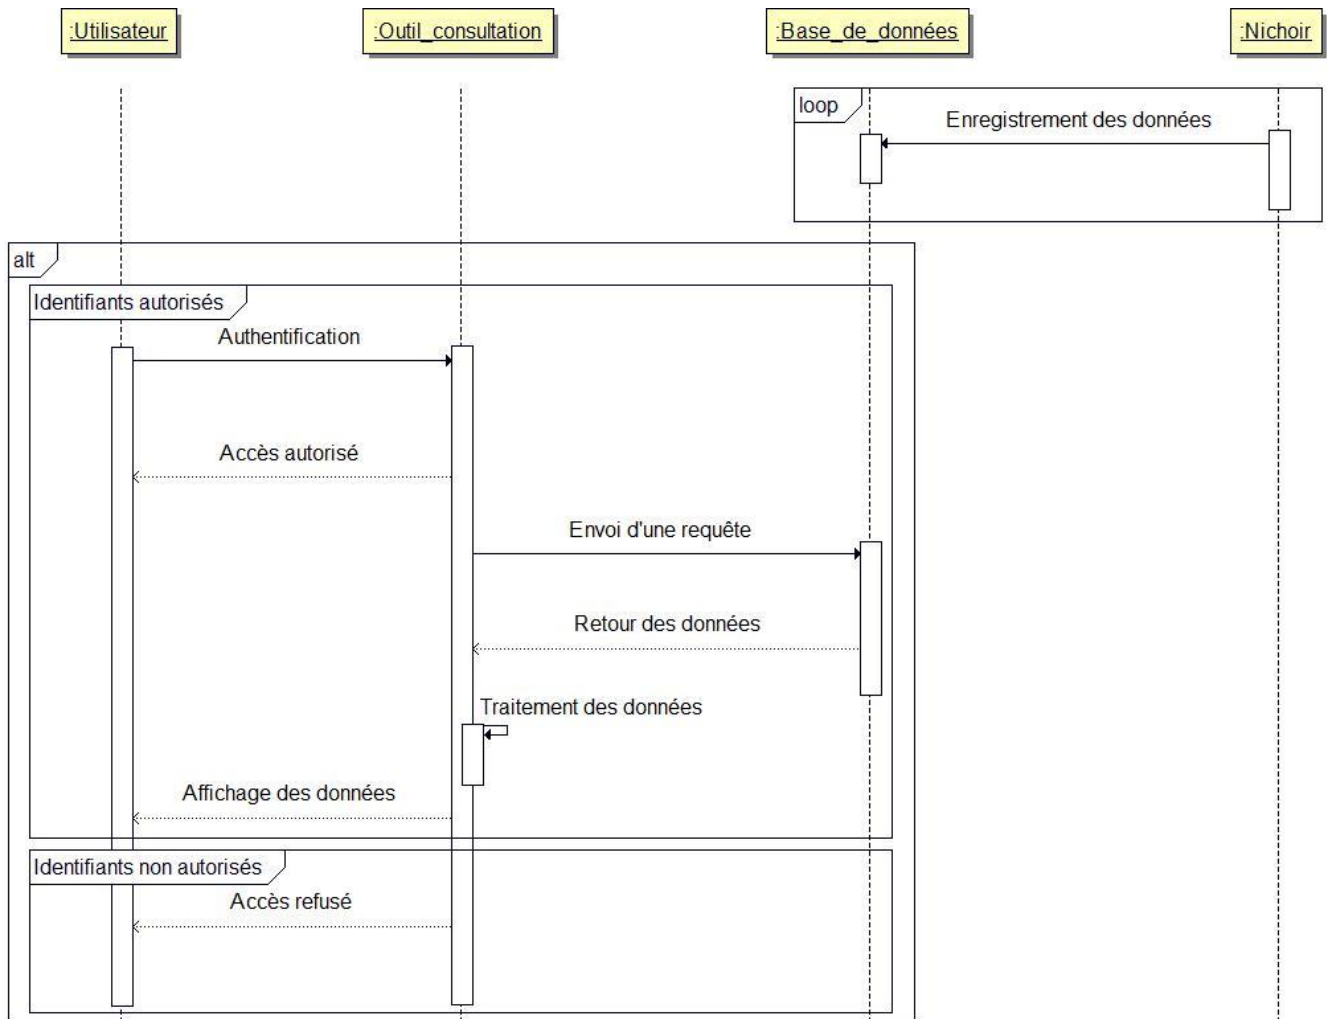 :Utilisateur
:Outil_consultation
:Base_de_données
:Nichoir
loop
Enregistrement des données
alt
Identifiants autorisés
Authentification
Accès autorisé
Envoi d'une requête
Retour des données
Traitement des données
Affichage des données
Identifiants non autorisés
Accès refusé